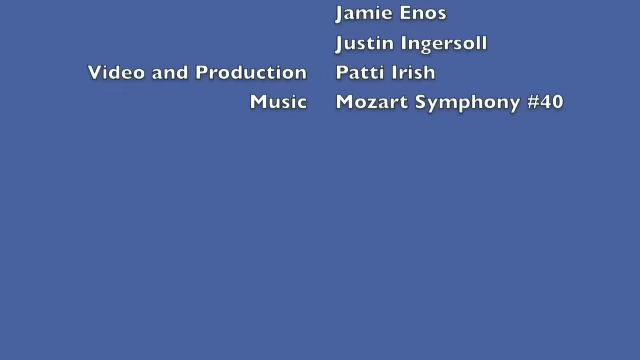 Jamie Enos
Justin Ingersoll
Video and Production Patti Irish
Music Mozart Symphony #40